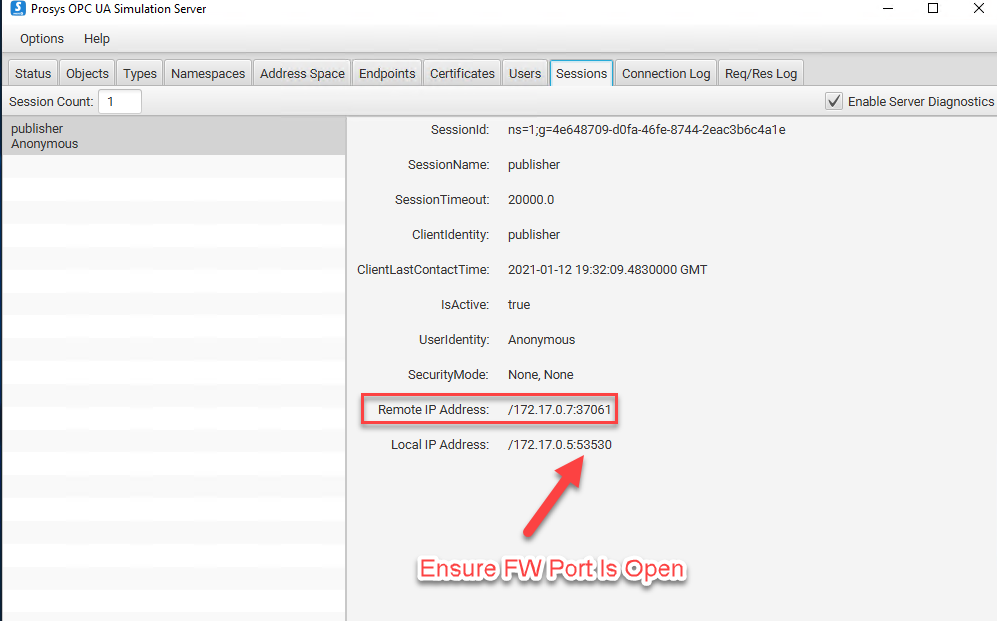 Prosys OPC UA Simulation Server
Options Help
Status Objects Types Namespaces Address Space Endpoints Certificates Users Sessions Connection Log Req/Res Log
Session Count: 1 Enable Server Diagnostics
publisher
Anonymous
SessionId: ns=1;g=4e648709-d0fa-46fe-8744-2eac3b6c4a1e
SessionName: publisher
SessionTimeout: 20000.0
ClientIdentity: publisher
ClientLastContactTime: 2021-01-12 19:32:09.4830000 GMT
IsActive: true
UserIdentity: Anonymous
SecurityMode: None, None
Remote IP Address: /172.17.0.7:37061
Local IP Address: /172.17.0.5:53530
Ensure FW Port Is Open